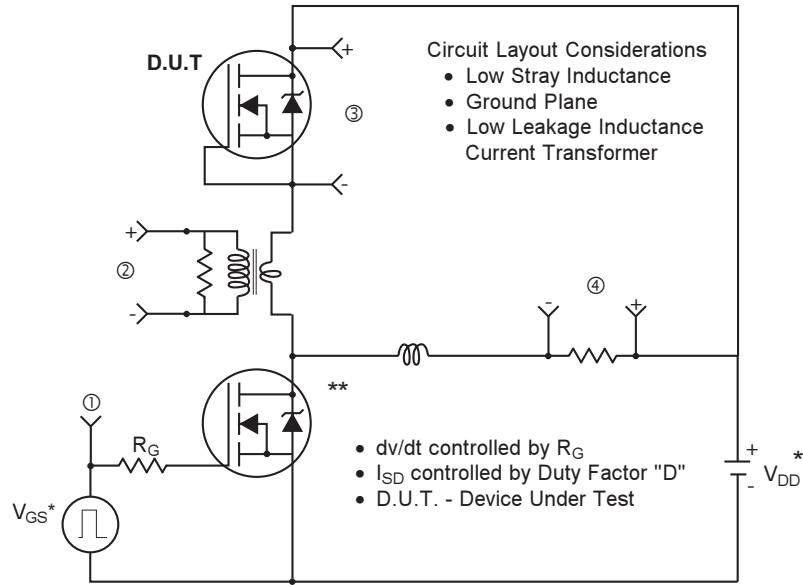 D.U.T
+
③
-
Circuit Layout Considerations
• Low Stray Inductance
• Ground Plane
• Low Leakage Inductance
Current Transformer
+
②
-
④
-
+
**
①
R_G
V_GS*
• dv/dt controlled by R_G
• I_SD controlled by Duty Factor "D"
• D.U.T. - Device Under Test
+
V_DD*
-